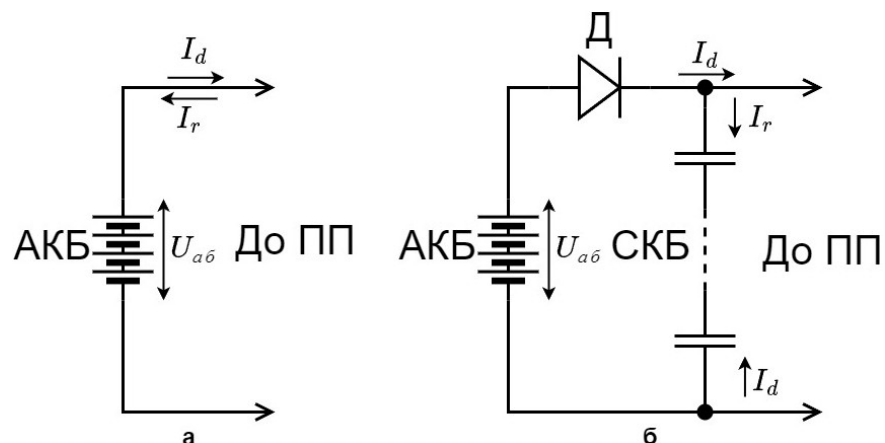 I_d
I_r
АКБ
U_аб
До ПП
а
Д
I_d
I_r
АКБ
U_аб
СКБ
До ПП
I_d
б